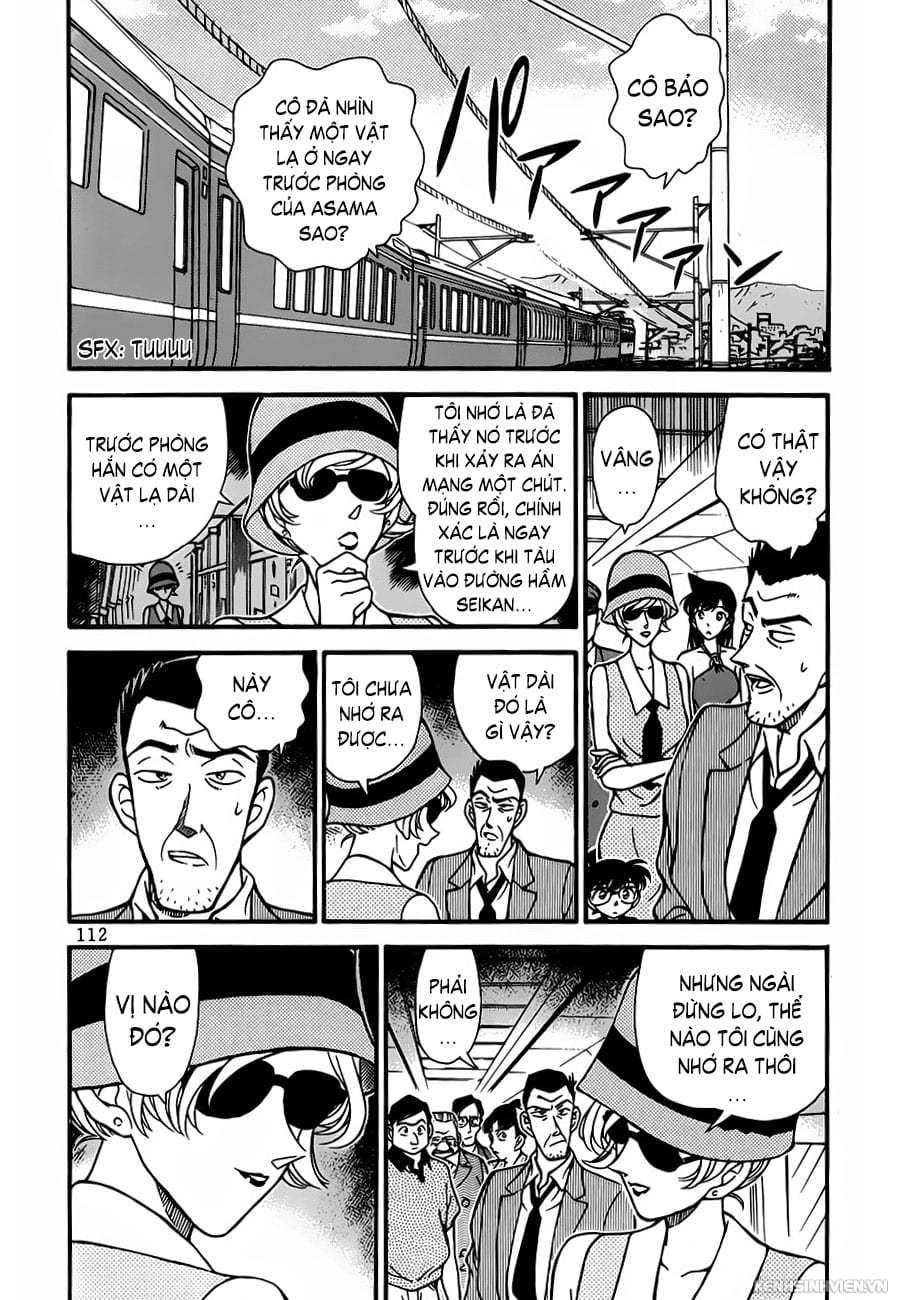 CÔ BẢO
SAO?
CÔ ĐÃ NHÌN
THẤY MỘT VẬT
LẠ Ở NGAY
TRƯỚC PHÒNG
CỦA ASAMA
SAO?
パアアアン
SFX: TUUUU
CÓ THẬT
VẬY
KHÔNG?
VÂNG
...
TÔI NHỚ LÀ ĐÃ
THẤY NÓ TRƯỚC
KHI XẢY RA ÁN
MẠNG MỘT CHÚT.
ĐÚNG RỒI, CHÍNH
XÁC LÀ NGAY
TRƯỚC KHI TÀU
VÀO ĐƯỜNG HẦM
SEIKAN...
TRƯỚC PHÒNG
HẮN CÓ MỘT
VẬT LẠ DÀI
...
VẬT DÀI
ĐÓ LÀ
GÌ VẬY?
TÔI CHƯA
NHỚ RA
ĐƯỢC...
NÀY
CÔ...
112
NHƯNG NGÀI
ĐỪNG LO, THỂ
NÀO TÔI CŨNG
NHỚ RA THÔI
...
PHẢI
KHÔNG...
VỊ NÀO
ĐÓ?
KENHSINHVIEN.VN